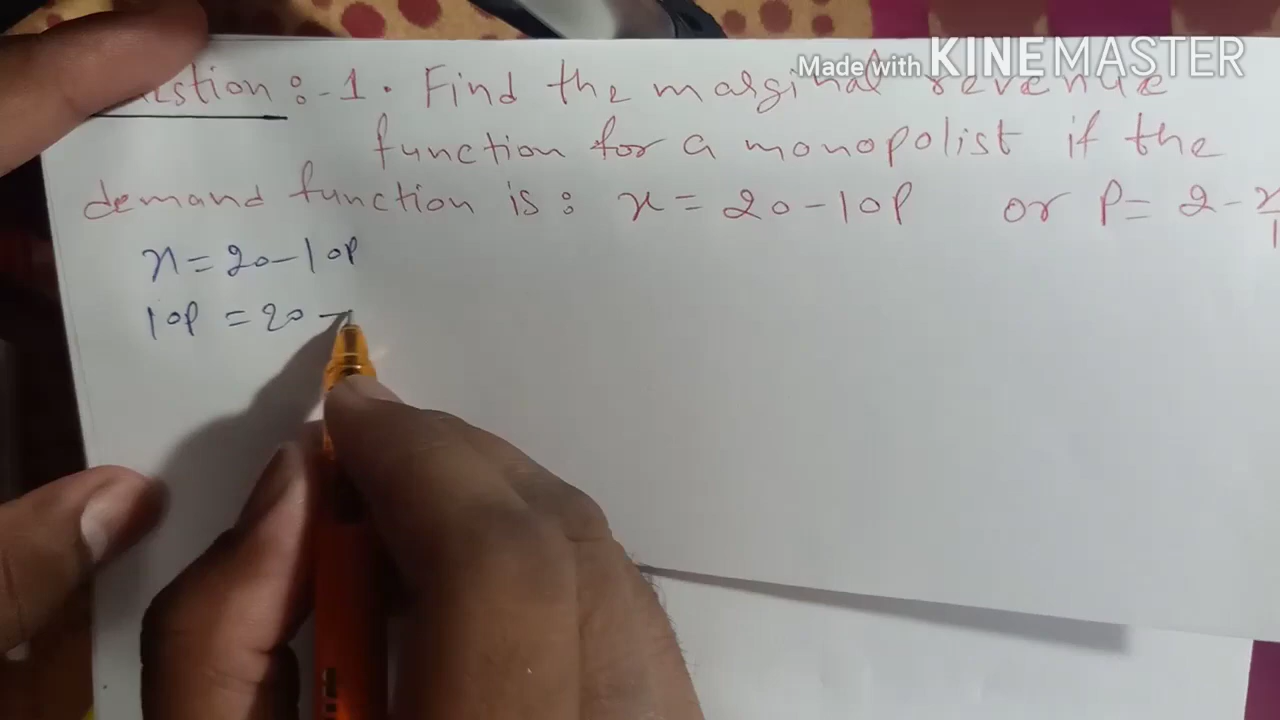 Made with KINEMASTER
estion :- 1. Find the marginal revenue
function for a monopolist if the
demand function is : x = 20 - 10p or p = 2 - x/1
x = 20 - 10p
10p = 20 -